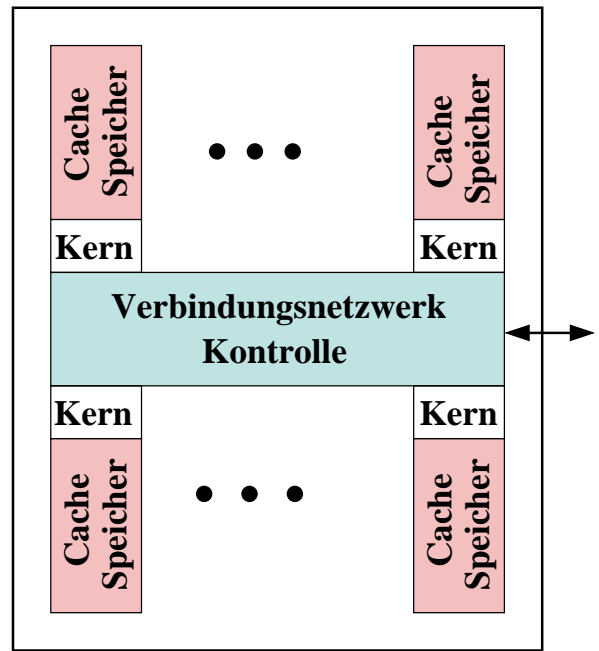 Cache
Speicher
Cache
Speicher
Kern
Kern
Verbindungsnetzwerk
Kontrolle
Kern
Kern
Cache
Speicher
Cache
Speicher